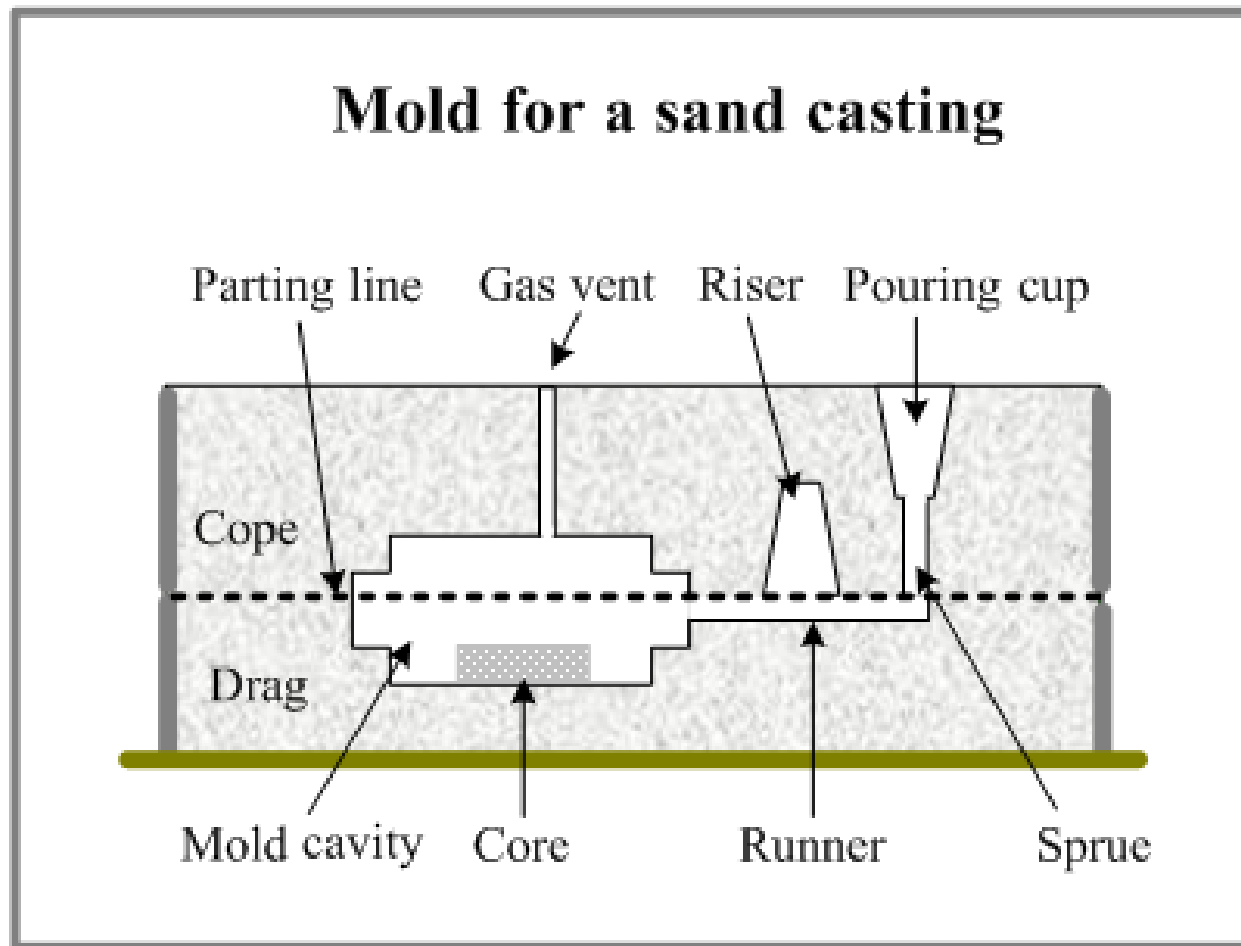 Mold for a sand casting
Parting line Gas vent Riser Pouring cup
Cope
Drag
Mold cavity Core Runner Sprue